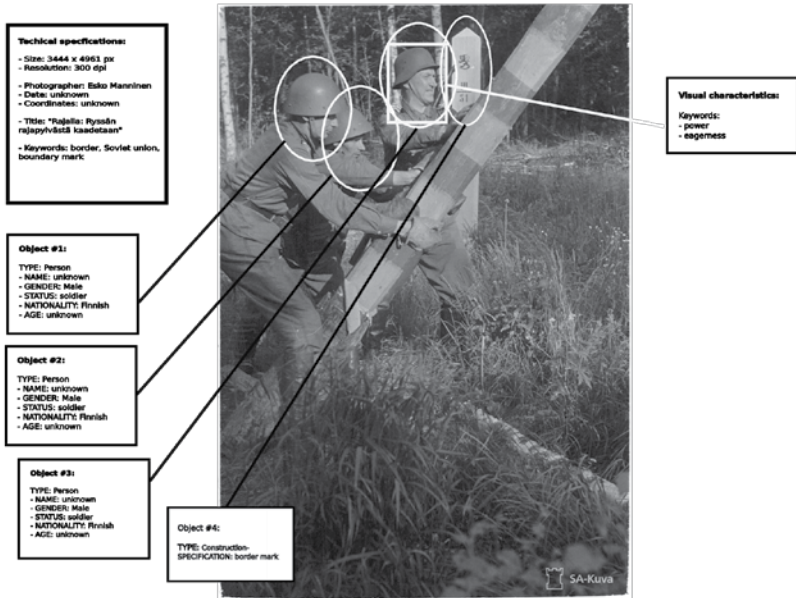 Techical specfications:
- Size: 3444 x 4961 px
- Resolution: 300 dpi
- Photographer: Esko Manninen
- Date: unknown
- Coordinates: unknown
- Title: "Rajalla: Ryssän
rajapylvästä kaadetaan"
- Keywords: border, Soviet union,
boundary mark
Visual characteristics:
Keywords:
- power
- eagerness
Object #1:
TYPE: Person
- NAME: unknown
- GENDER: Male
- STATUS: soldier
- NATIONALITY: Finnish
- AGE: unknown
Object #2:
TYPE: Person
- NAME: unknown
- GENDER: Male
- STATUS: soldier
- NATIONALITY: Finnish
- AGE: unknown
Object #3:
TYPE: Person
- NAME: unknown
- GENDER: Male
- STATUS: soldier
- NATIONALITY: Finnish
- AGE: unknown
Object #4:
TYPE: Construction-
SPECIFICATION: border mark
SA-Kuva